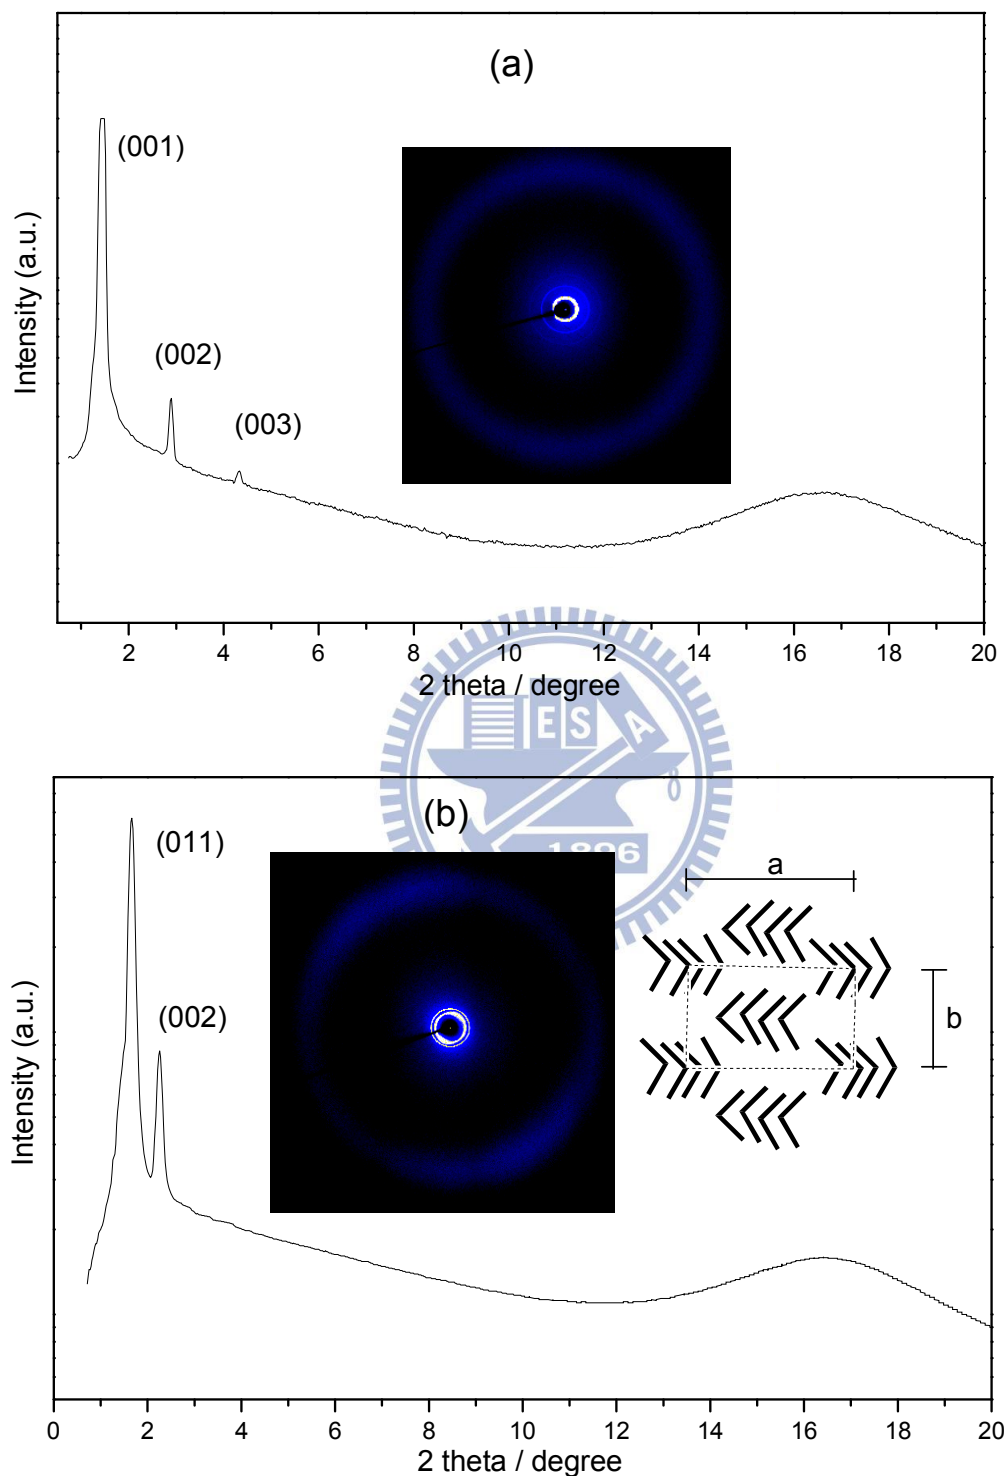 (a)
(001)
(002)
(003)
Intensity (a.u.)
2 4 6 8 10 12 14 16 18 20
2 theta / degree
E S A
1896
(b)
(011)
(002)
a
b
Intensity (a.u.)
0 2 4 6 8 10 12 14 16 18 20
2 theta / degree